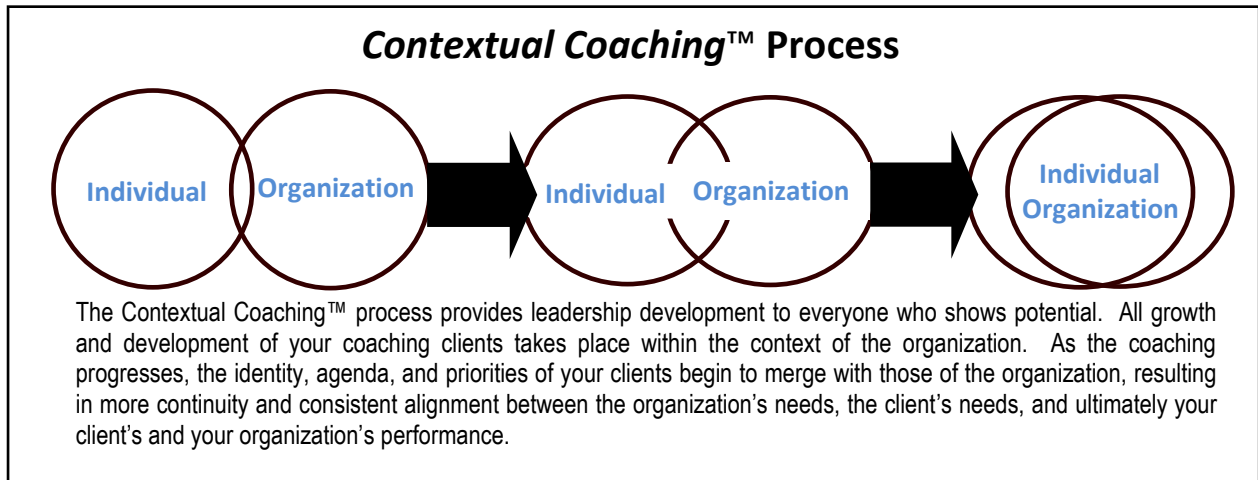 Contextual Coaching™ Process
Individual
Organization
Individual
Organization
Individual
Organization
The Contextual Coaching™ process provides leadership development to everyone who shows potential. All growth
and development of your coaching clients takes place within the context of the organization. As the coaching
progresses, the identity, agenda, and priorities of your clients begin to merge with those of the organization, resulting
in more continuity and consistent alignment between the organization's needs, the client's needs, and ultimately your
client's and your organization's performance.